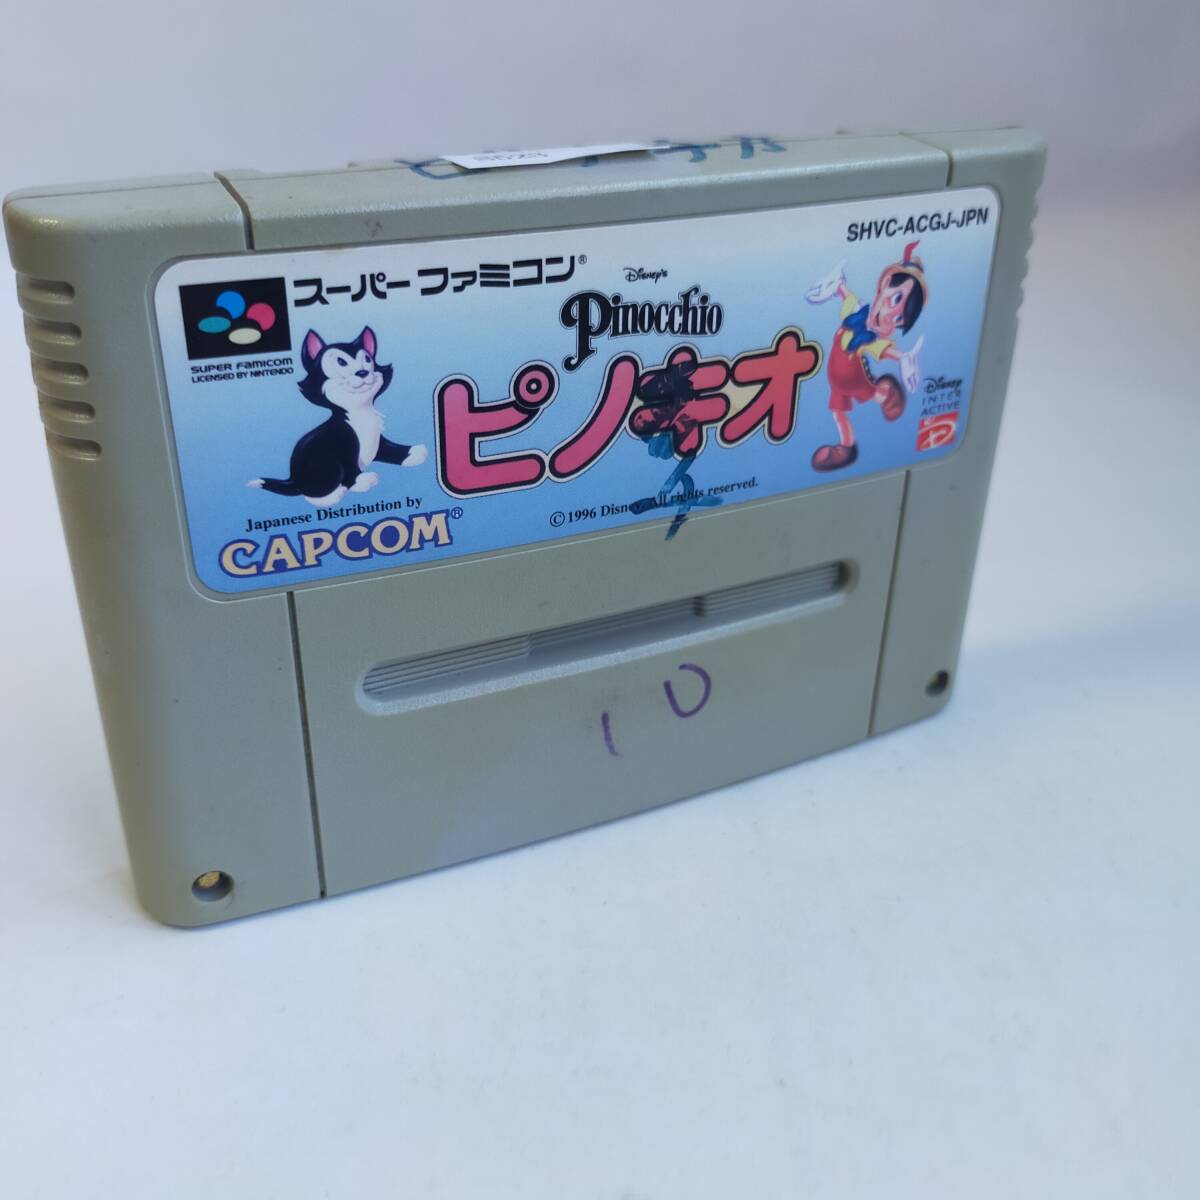 SHVC-ACGJ-JPN
スーパーファミコン®
SUPER FAMICOM
LICENSED BY NINTENDO
Disney's
Pinocchio
ピノキオ
Disney
INTER
ACTIVE
Japanese Distribution by
CAPCOM®
© 1996 Disney. All rights reserved.
10